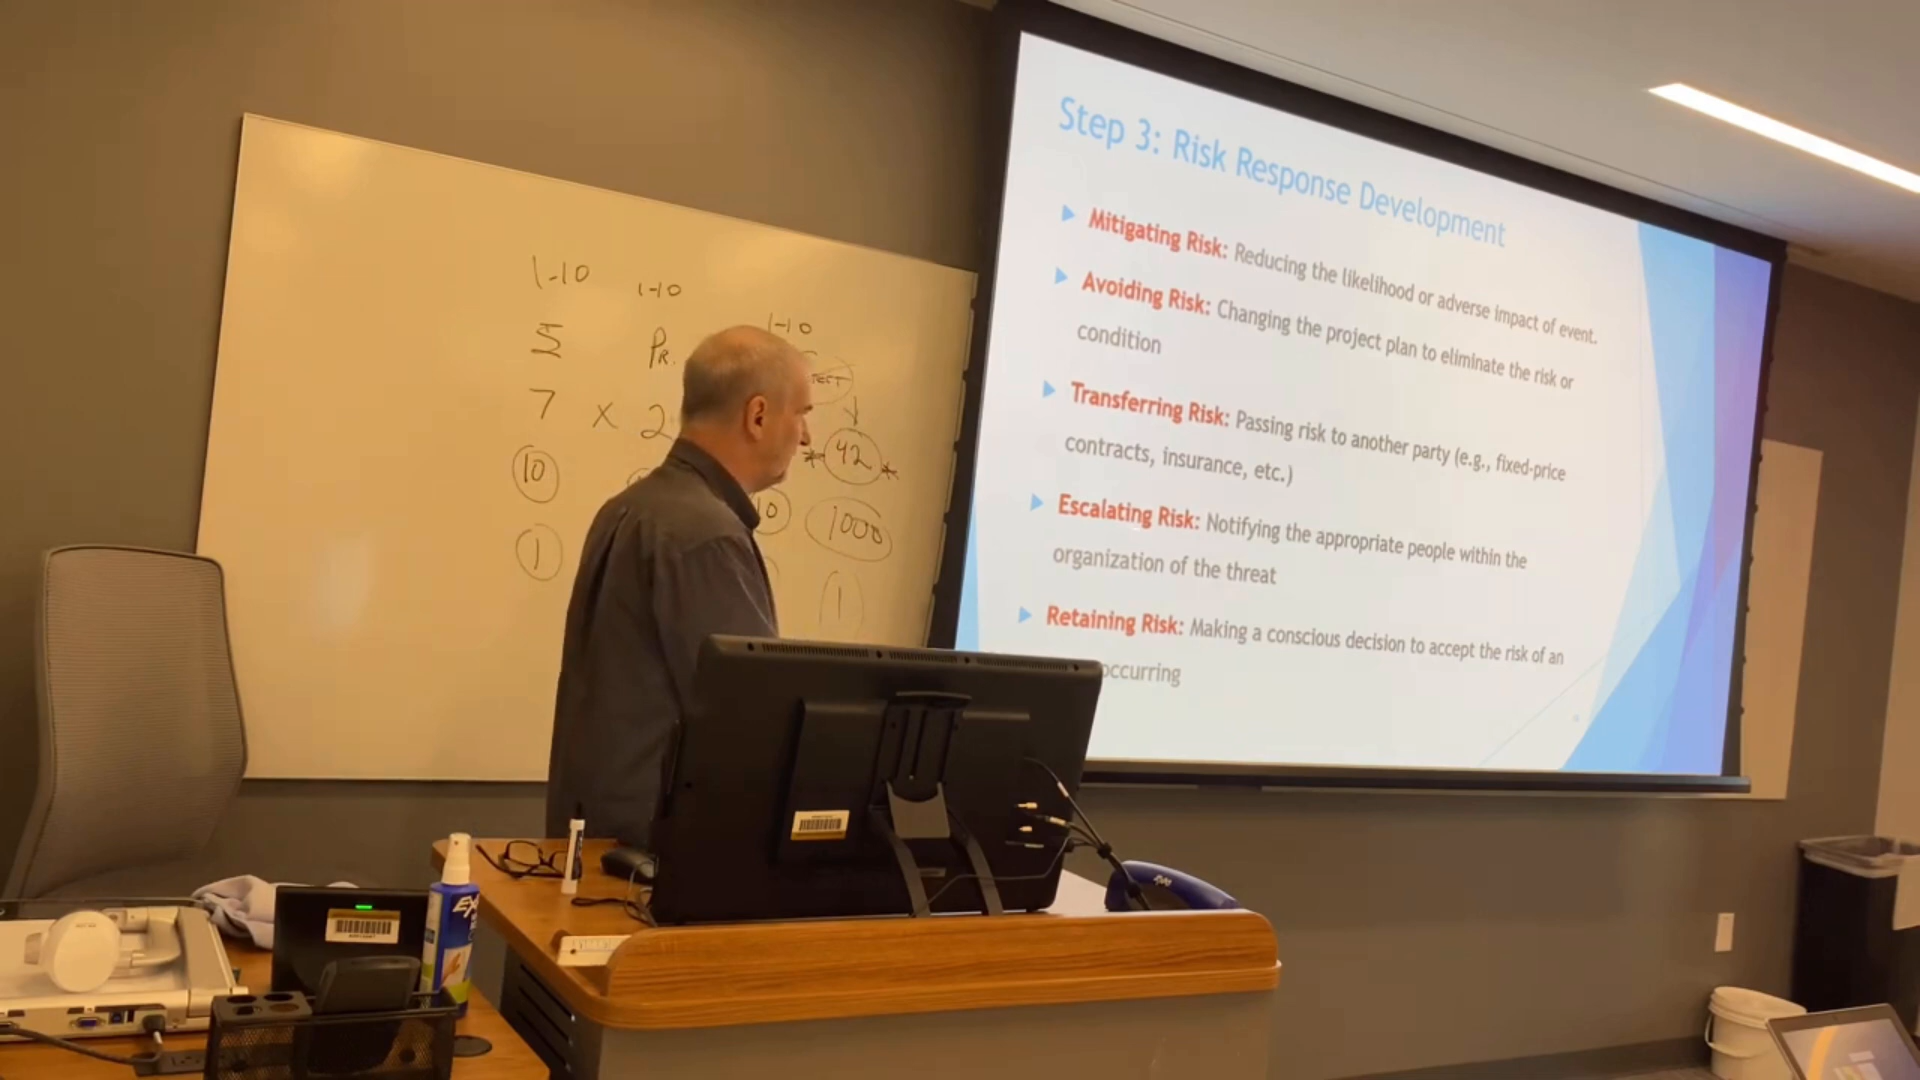 1-10
1-10
1-10
S
PR.
7 x 2
42
10
10
1000
1
1
Step 3: Risk Response Development
Mitigating Risk: Reducing the likelihood or adverse impact of event.
Avoiding Risk: Changing the project plan to eliminate the risk or
condition
Transferring Risk: Passing risk to another party (e.g., fixed-price
contracts, insurance, etc.)
Escalating Risk: Notifying the appropriate people within the
organization of the threat
Retaining Risk: Making a conscious decision to accept the risk of an
occurring